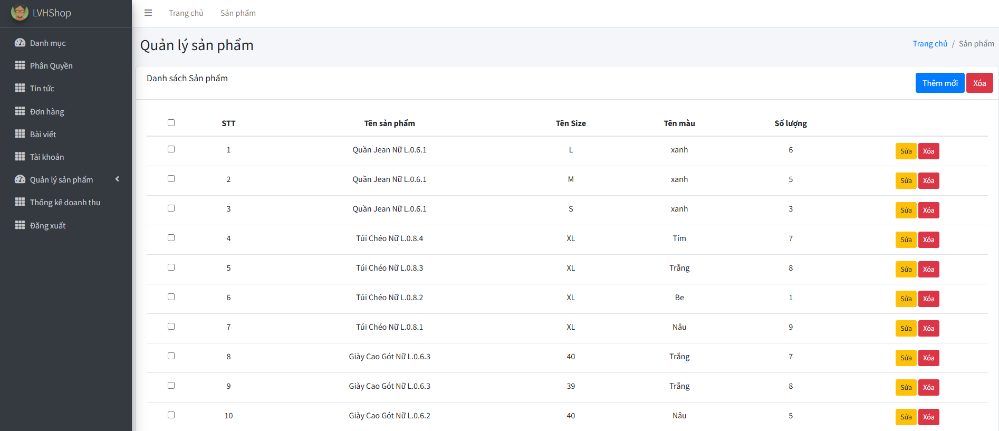 LVHShop
Trang chủ Sản phẩm
Danh mục
Phân Quyền
Tin tức
Đơn hàng
Bài viết
Tài khoản
Quản lý sản phẩm
Thống kê doanh thu
Đăng xuất
Quản lý sản phẩm
Trang chủ / Sản phẩm
Danh sách Sản phẩm
Thêm mới Xóa
STT Tên sản phẩm Tên Size Tên màu Số lượng
1 Quần Jean Nữ L.0.6.1 L xanh 6 Sửa Xóa
2 Quần Jean Nữ L.0.6.1 M xanh 5 Sửa Xóa
3 Quần Jean Nữ L.0.6.1 S xanh 3 Sửa Xóa
4 Túi Chéo Nữ L.0.8.4 XL Tím 7 Sửa Xóa
5 Túi Chéo Nữ L.0.8.3 XL Trắng 8 Sửa Xóa
6 Túi Chéo Nữ L.0.8.2 XL Be 1 Sửa Xóa
7 Túi Chéo Nữ L.0.8.1 XL Nâu 9 Sửa Xóa
8 Giày Cao Gót Nữ L.0.6.3 40 Trắng 7 Sửa Xóa
9 Giày Cao Gót Nữ L.0.6.3 39 Trắng 8 Sửa Xóa
10 Giày Cao Gót Nữ L.0.6.2 40 Nâu 5 Sửa Xóa